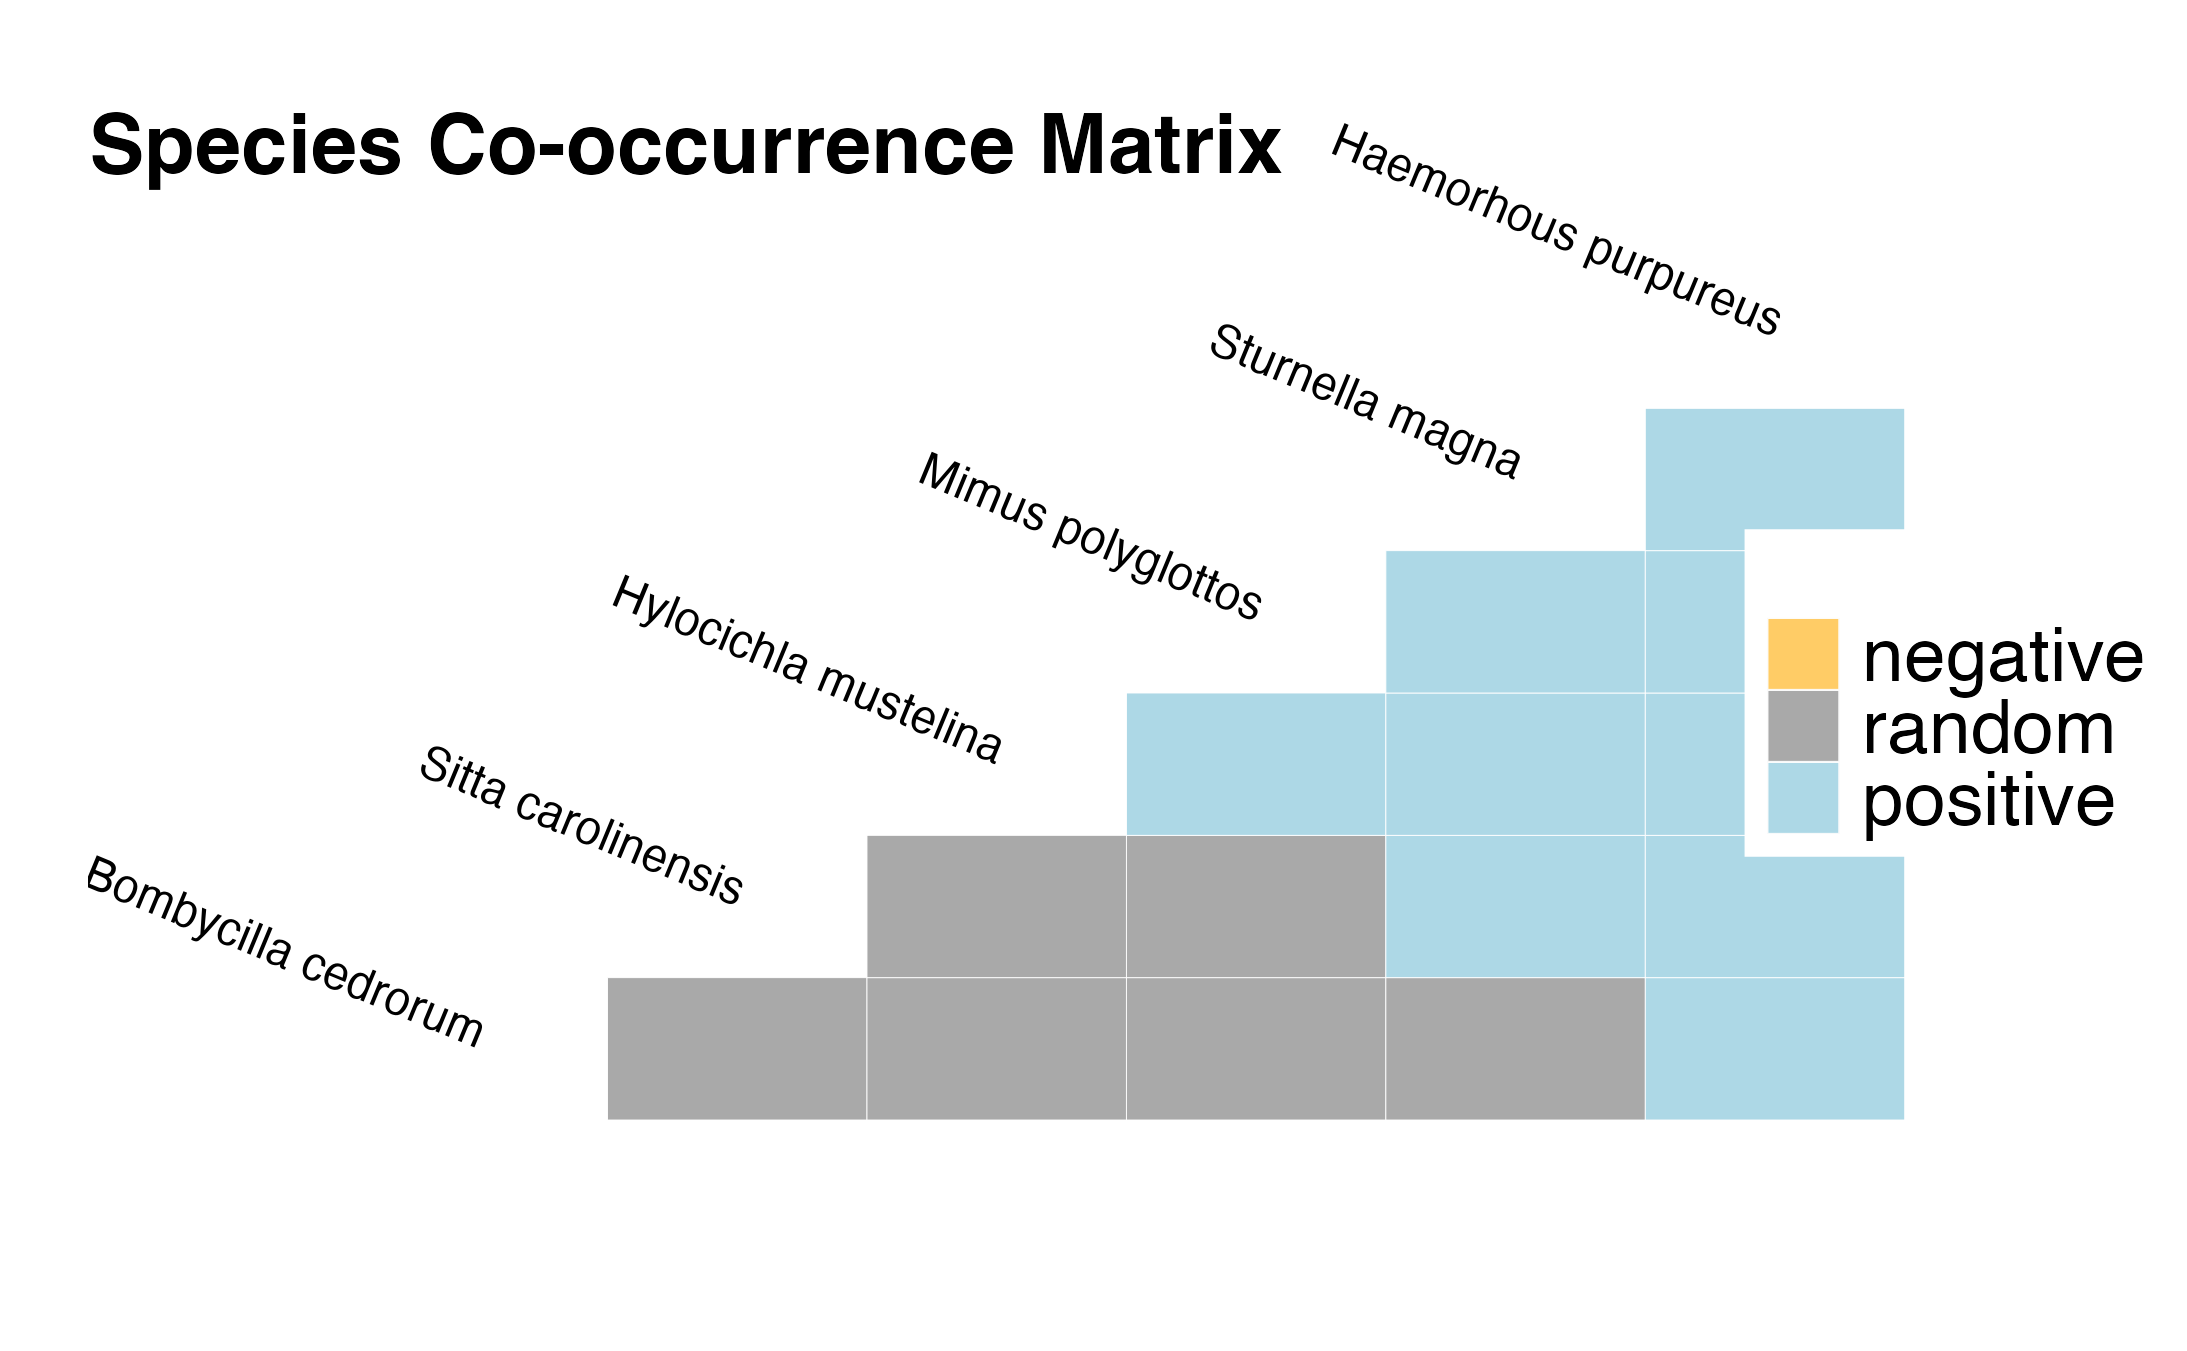 Species Co-occurrence Matrix
Haemorhous purpureus
Sturnella magna
Mimus polyglottos
Hylocichla mustelina
Sitta carolinensis
Bombycilla cedrorum
negative
random
positive